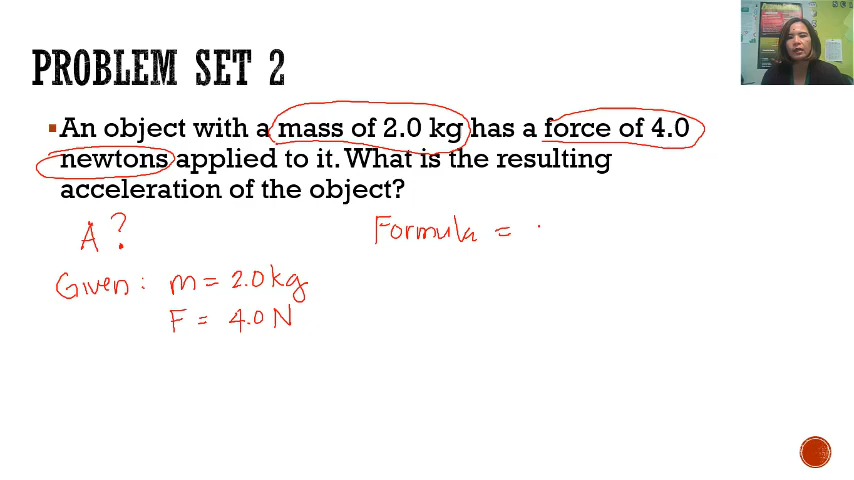 PROBLEM SET 2
▪ An object with a mass of 2.0 kg has a force of 4.0
newtons applied to it. What is the resulting
acceleration of the object?
A ?
Formula =
Given : m = 2.0 kg
F = 4.0 N